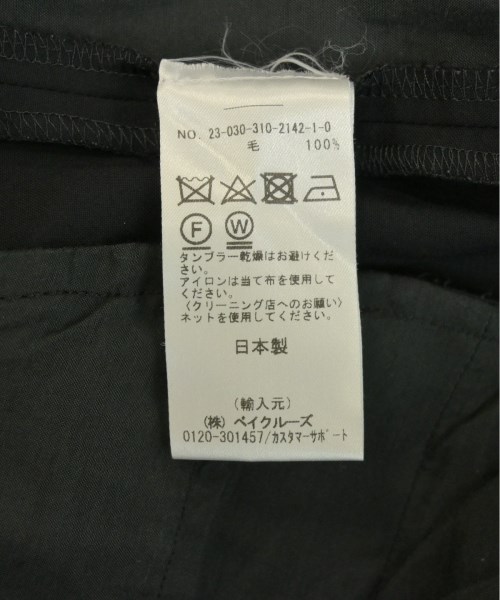 NO. 23-030-310-2142-1-0
毛 100%
F W
タンブラー乾燥はお避けくだ
さい。
アイロンは当て布を使用して
ください。
〈クリーニング店へのお願い〉
ネットを使用してください。
日本製
(輸入元)
(株) ベイクルーズ
0120-301457/カスタマーサポート